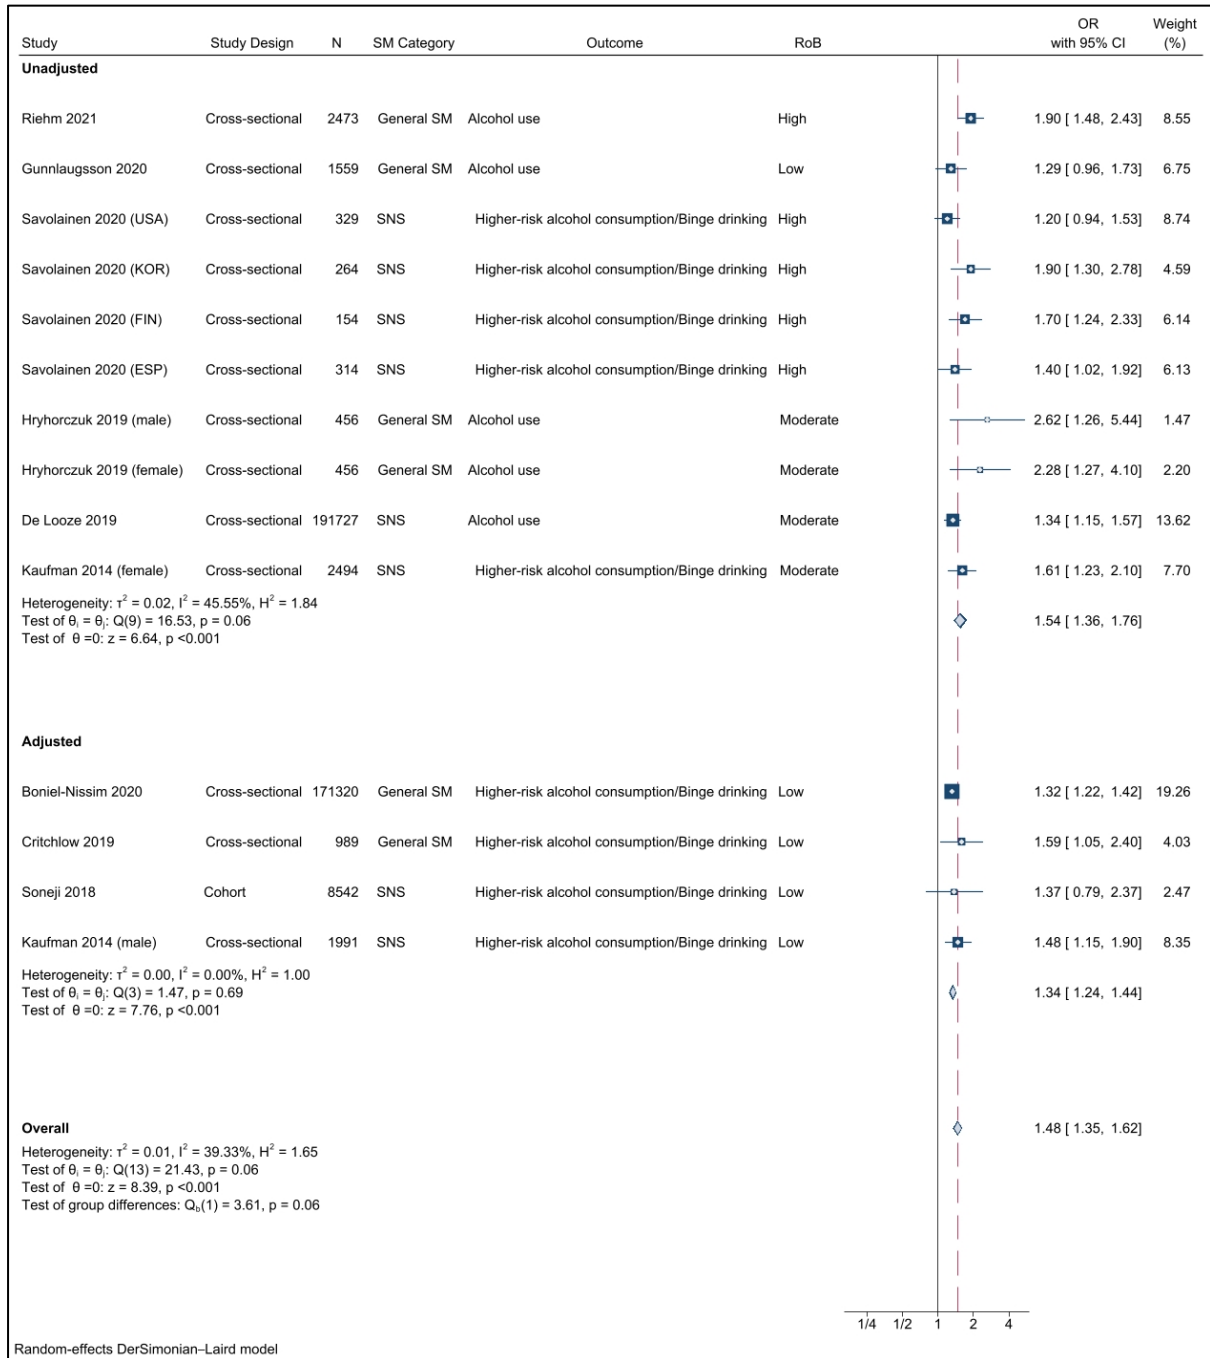 Study Study Design N SM Category Outcome RoB OR with 95% CI Weight (%)
Unadjusted
Riehm 2021 Cross-sectional 2473 General SM Alcohol use High 1.90 [ 1.48, 2.43] 8.55
Gunnlaugsson 2020 Cross-sectional 1559 General SM Alcohol use Low 1.29 [ 0.96, 1.73] 6.75
Savolainen 2020 (USA) Cross-sectional 329 SNS Higher-risk alcohol consumption/Binge drinking High 1.20 [ 0.94, 1.53] 8.74
Savolainen 2020 (KOR) Cross-sectional 264 SNS Higher-risk alcohol consumption/Binge drinking High 1.90 [ 1.30, 2.78] 4.59
Savolainen 2020 (FIN) Cross-sectional 154 SNS Higher-risk alcohol consumption/Binge drinking High 1.70 [ 1.24, 2.33] 6.14
Savolainen 2020 (ESP) Cross-sectional 314 SNS Higher-risk alcohol consumption/Binge drinking High 1.40 [ 1.02, 1.92] 6.13
Hryhorczuk 2019 (male) Cross-sectional 456 General SM Alcohol use Moderate 2.62 [ 1.26, 5.44] 1.47
Hryhorczuk 2019 (female) Cross-sectional 456 General SM Alcohol use Moderate 2.28 [ 1.27, 4.10] 2.20
De Looze 2019 Cross-sectional 191727 SNS Alcohol use Moderate 1.34 [ 1.15, 1.57] 13.62
Kaufman 2014 (female) Cross-sectional 2494 SNS Higher-risk alcohol consumption/Binge drinking Moderate 1.61 [ 1.23, 2.10] 7.70
Heterogeneity: τ² = 0.02, I² = 45.55%, H² = 1.84
Test of θᵢ = θⱼ: Q(9) = 16.53, p = 0.06 1.54 [ 1.36, 1.76]
Test of θ =0: z = 6.64, p <0.001
Adjusted
Boniel-Nissim 2020 Cross-sectional 171320 General SM Higher-risk alcohol consumption/Binge drinking Low 1.32 [ 1.22, 1.42] 19.26
Critchlow 2019 Cross-sectional 989 General SM Higher-risk alcohol consumption/Binge drinking Low 1.59 [ 1.05, 2.40] 4.03
Soneji 2018 Cohort 8542 SNS Higher-risk alcohol consumption/Binge drinking Low 1.37 [ 0.79, 2.37] 2.47
Kaufman 2014 (male) Cross-sectional 1991 SNS Higher-risk alcohol consumption/Binge drinking Low 1.48 [ 1.15, 1.90] 8.35
Heterogeneity: τ² = 0.00, I² = 0.00%, H² = 1.00
Test of θᵢ = θⱼ: Q(3) = 1.47, p = 0.69 1.34 [ 1.24, 1.44]
Test of θ =0: z = 7.76, p <0.001
Overall 1.48 [ 1.35, 1.62]
Heterogeneity: τ² = 0.01, I² = 39.33%, H² = 1.65
Test of θᵢ = θⱼ: Q(13) = 21.43, p = 0.06
Test of θ =0: z = 8.39, p <0.001
Test of group differences: Q_b(1) = 3.61, p = 0.06
1/4 1/2 1 2 4
Random-effects DerSimonian–Laird model